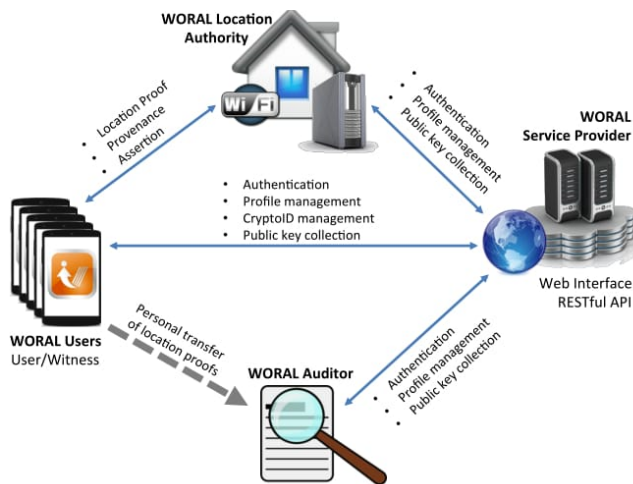 WORAL Location
Authority
Wi Fi
• Location Proof
• Provenance
• Assertion
• Authentication
• Profile management
• Public key collection
WORAL
Service Provider
• Authentication
• Profile management
• CryptoID management
• Public key collection
Web Interface
RESTful API
WORAL Users
User/Witness
Personal transfer
of location proofs
• Authentication
• Profile management
• Public key collection
WORAL Auditor